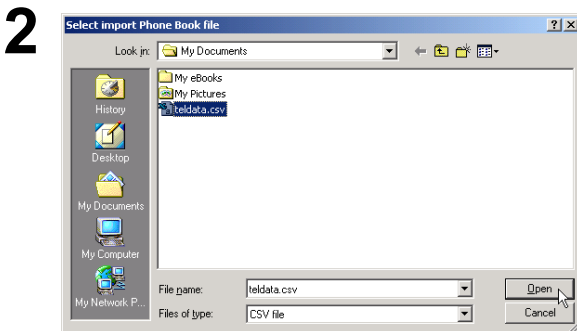 2
Select import Phone Book file
Look in: My Documents
My eBooks
My Pictures
teldata.csv
History
Desktop
My Documents
My Computer
My Network P...
File name: teldata.csv Open
Files of type: CSV file Cancel